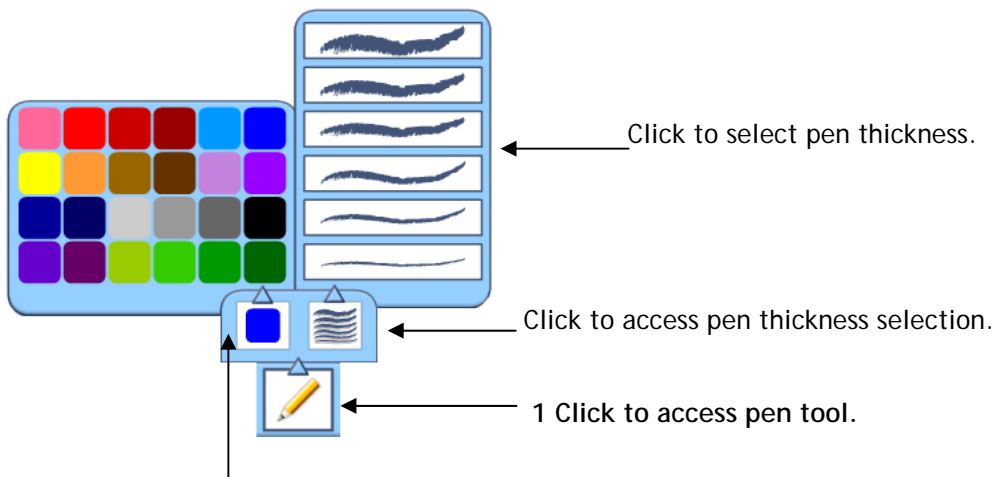 Click to select pen thickness.
Click to access pen thickness selection.
1 Click to access pen tool.